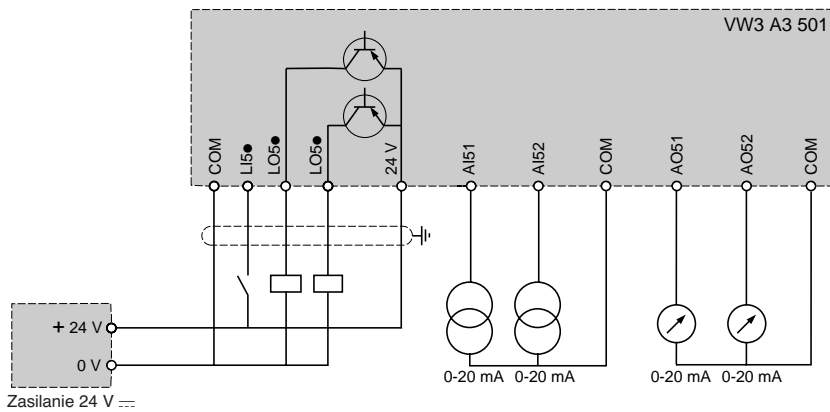 VW3 A3 501
COM
LI5●
LO5●
LO5●
24 V
AI51
AI52
COM
AO51
AO52
COM
+ 24 V
0 V
0-20 mA
0-20 mA
0-20 mA
0-20 mA
Zasilanie 24 V ⎓